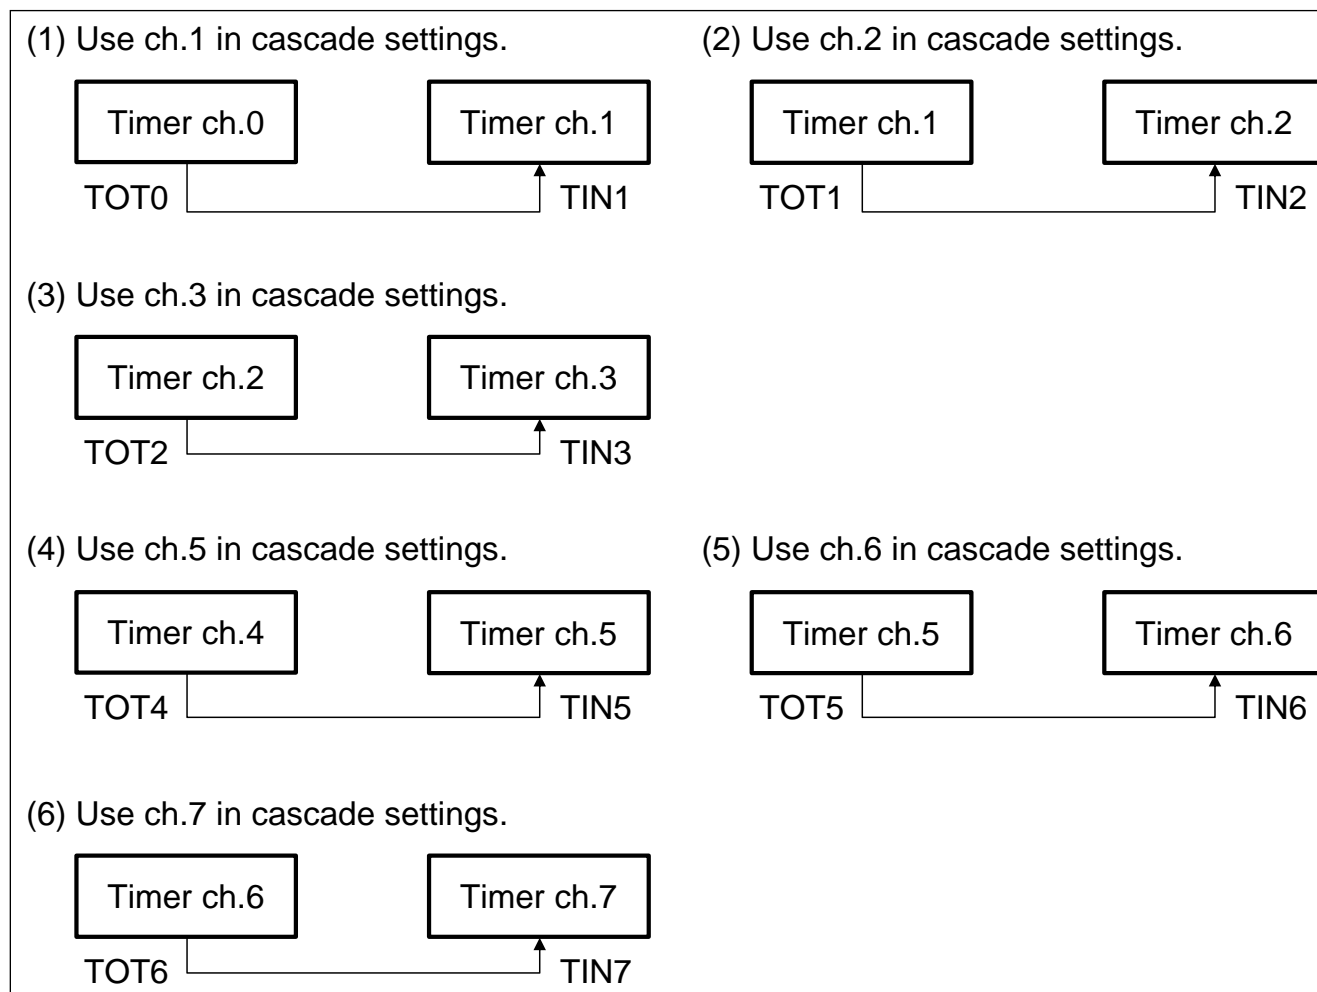 (1) Use ch.1 in cascade settings.
(2) Use ch.2 in cascade settings.
Timer ch.0
Timer ch.1
Timer ch.1
Timer ch.2
TOT0
TIN1
TOT1
TIN2
(3) Use ch.3 in cascade settings.
Timer ch.2
Timer ch.3
TOT2
TIN3
(4) Use ch.5 in cascade settings.
(5) Use ch.6 in cascade settings.
Timer ch.4
Timer ch.5
Timer ch.5
Timer ch.6
TOT4
TIN5
TOT5
TIN6
(6) Use ch.7 in cascade settings.
Timer ch.6
Timer ch.7
TOT6
TIN7